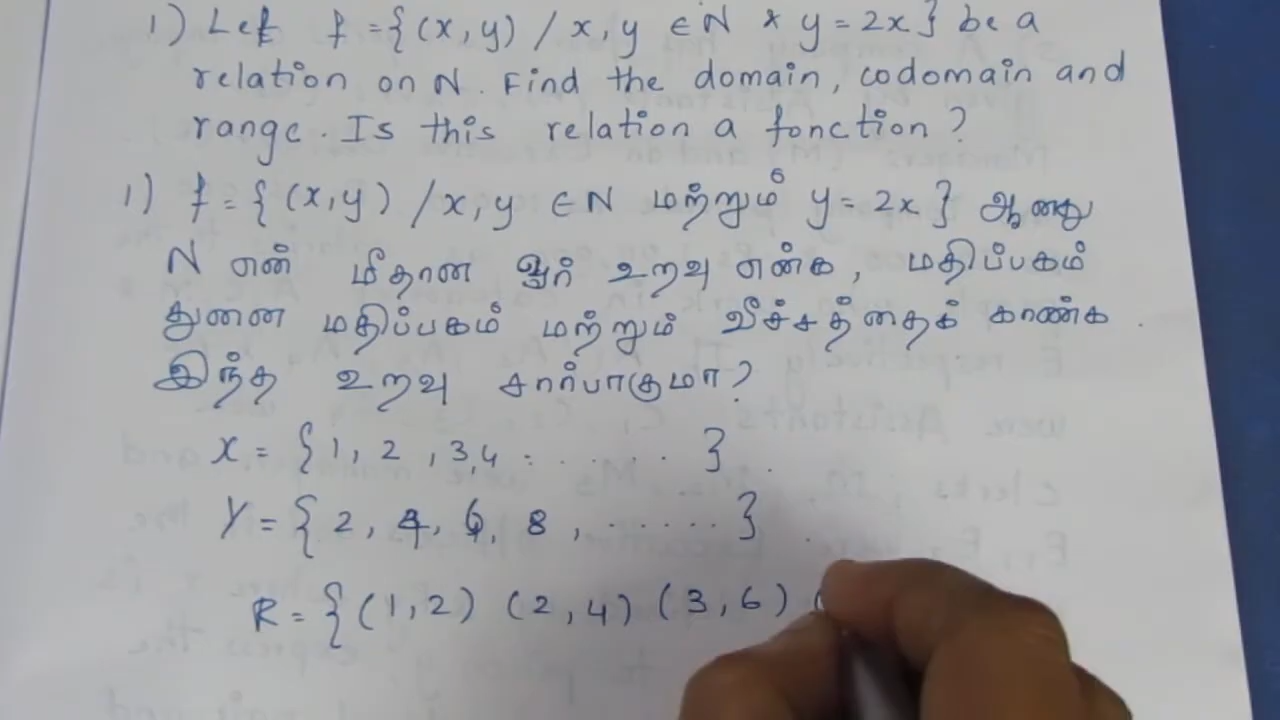 1) Let f = {(x, y) / x, y ∈ N * y = 2x} be a
relation on N. Find the domain, codomain and
range. Is this relation a fonction?
1) f = {(x, y) / x, y ∈ N மற்றும் y = 2x} ஆனது
N என் மீதான ஓர் உறவு என்க, மதிப்பகம்
துணை மதிப்பகம் மற்றும் வீச்சத்தைக் காண்க.
இந்த உறவு சார்பாகுமா?
X = {1, 2, 3, 4 ....... }.
Y = {2, 4, 6, 8, ...... }
R = {(1, 2) (2, 4) (3, 6) (